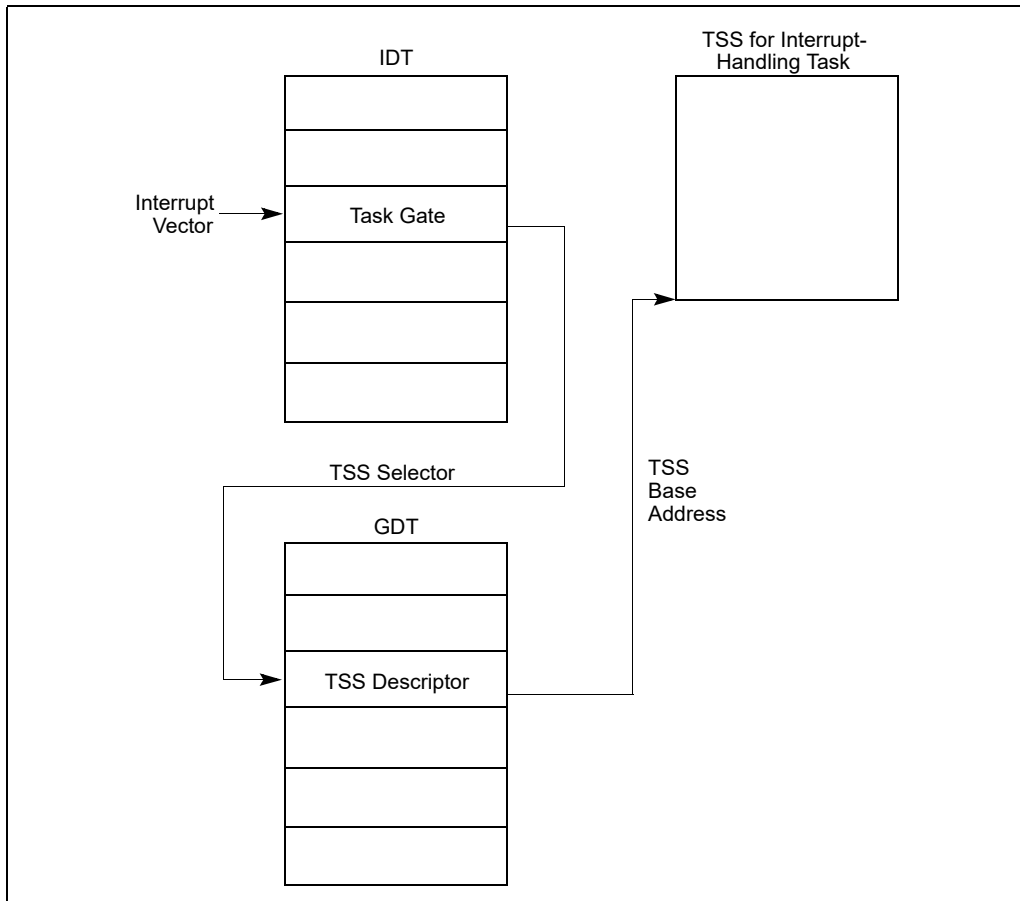 IDT
TSS for Interrupt-
Handling Task
Interrupt
Vector
Task Gate
TSS Selector
TSS
Base
Address
GDT
TSS Descriptor